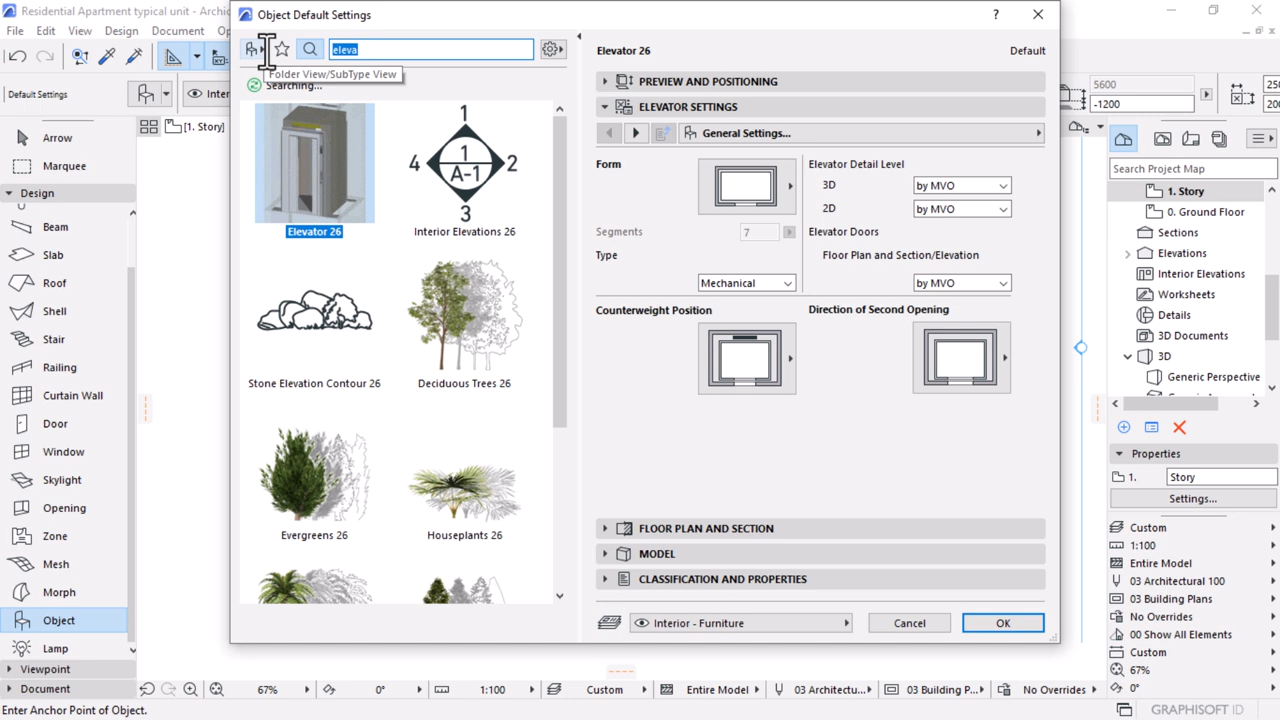 Residential Apartment typical unit - Archic
File Edit View Design Document O
Default Settings
Inter
[1. Story]
Arrow
Marquee
Design
Beam
Slab
Roof
Shell
Stair
Railing
Curtain Wall
Door
Window
Skylight
Opening
Zone
Mesh
Morph
Object
Lamp
Viewpoint
Document
Enter Anchor Point of Object.
Object Default Settings
?
eleva
Folder View/SubType View
Searching...
Elevator 26
1
4
1
A-1
2
3
Interior Elevations 26
Stone Elevation Contour 26
Deciduous Trees 26
Evergreens 26
Houseplants 26
Elevator 26
Default
PREVIEW AND POSITIONING
ELEVATOR SETTINGS
General Settings...
Form
Segments
7
Type
Mechanical
Elevator Detail Level
3D
by MVO
2D
by MVO
Elevator Doors
Floor Plan and Section/Elevation
by MVO
Counterweight Position
Direction of Second Opening
FLOOR PLAN AND SECTION
MODEL
CLASSIFICATION AND PROPERTIES
Interior - Furniture
Cancel
OK
5600
-1200
250
200
Search Project Map
1. Story
0. Ground Floor
Sections
Elevations
Interior Elevations
Worksheets
Details
3D Documents
3D
Generic Perspective
Properties
1.
Story
Settings...
Custom
1:100
Entire Model
03 Architectural 100
03 Building Plans
No Overrides
00 Show All Elements
Custom
67%
0°
67%
0°
1:100
Custom
Entire Model
03 Architectu...
03 Building P...
No Overrides
GRAPHISOFT ID